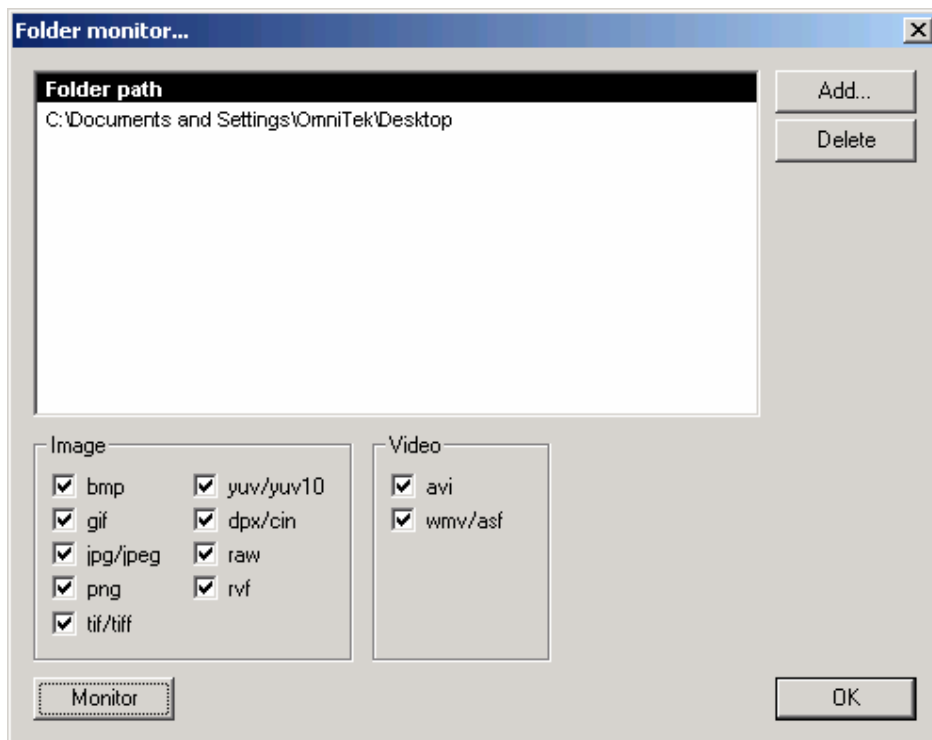 Folder monitor...
Folder path
Add...
C:\Documents and Settings\OmniTek\Desktop
Delete
Image
Video
bmp
yuv/yuv10
avi
gif
dpx/cin
wmv/asf
jpg/jpeg
raw
png
rvf
tif/tiff
Monitor
OK